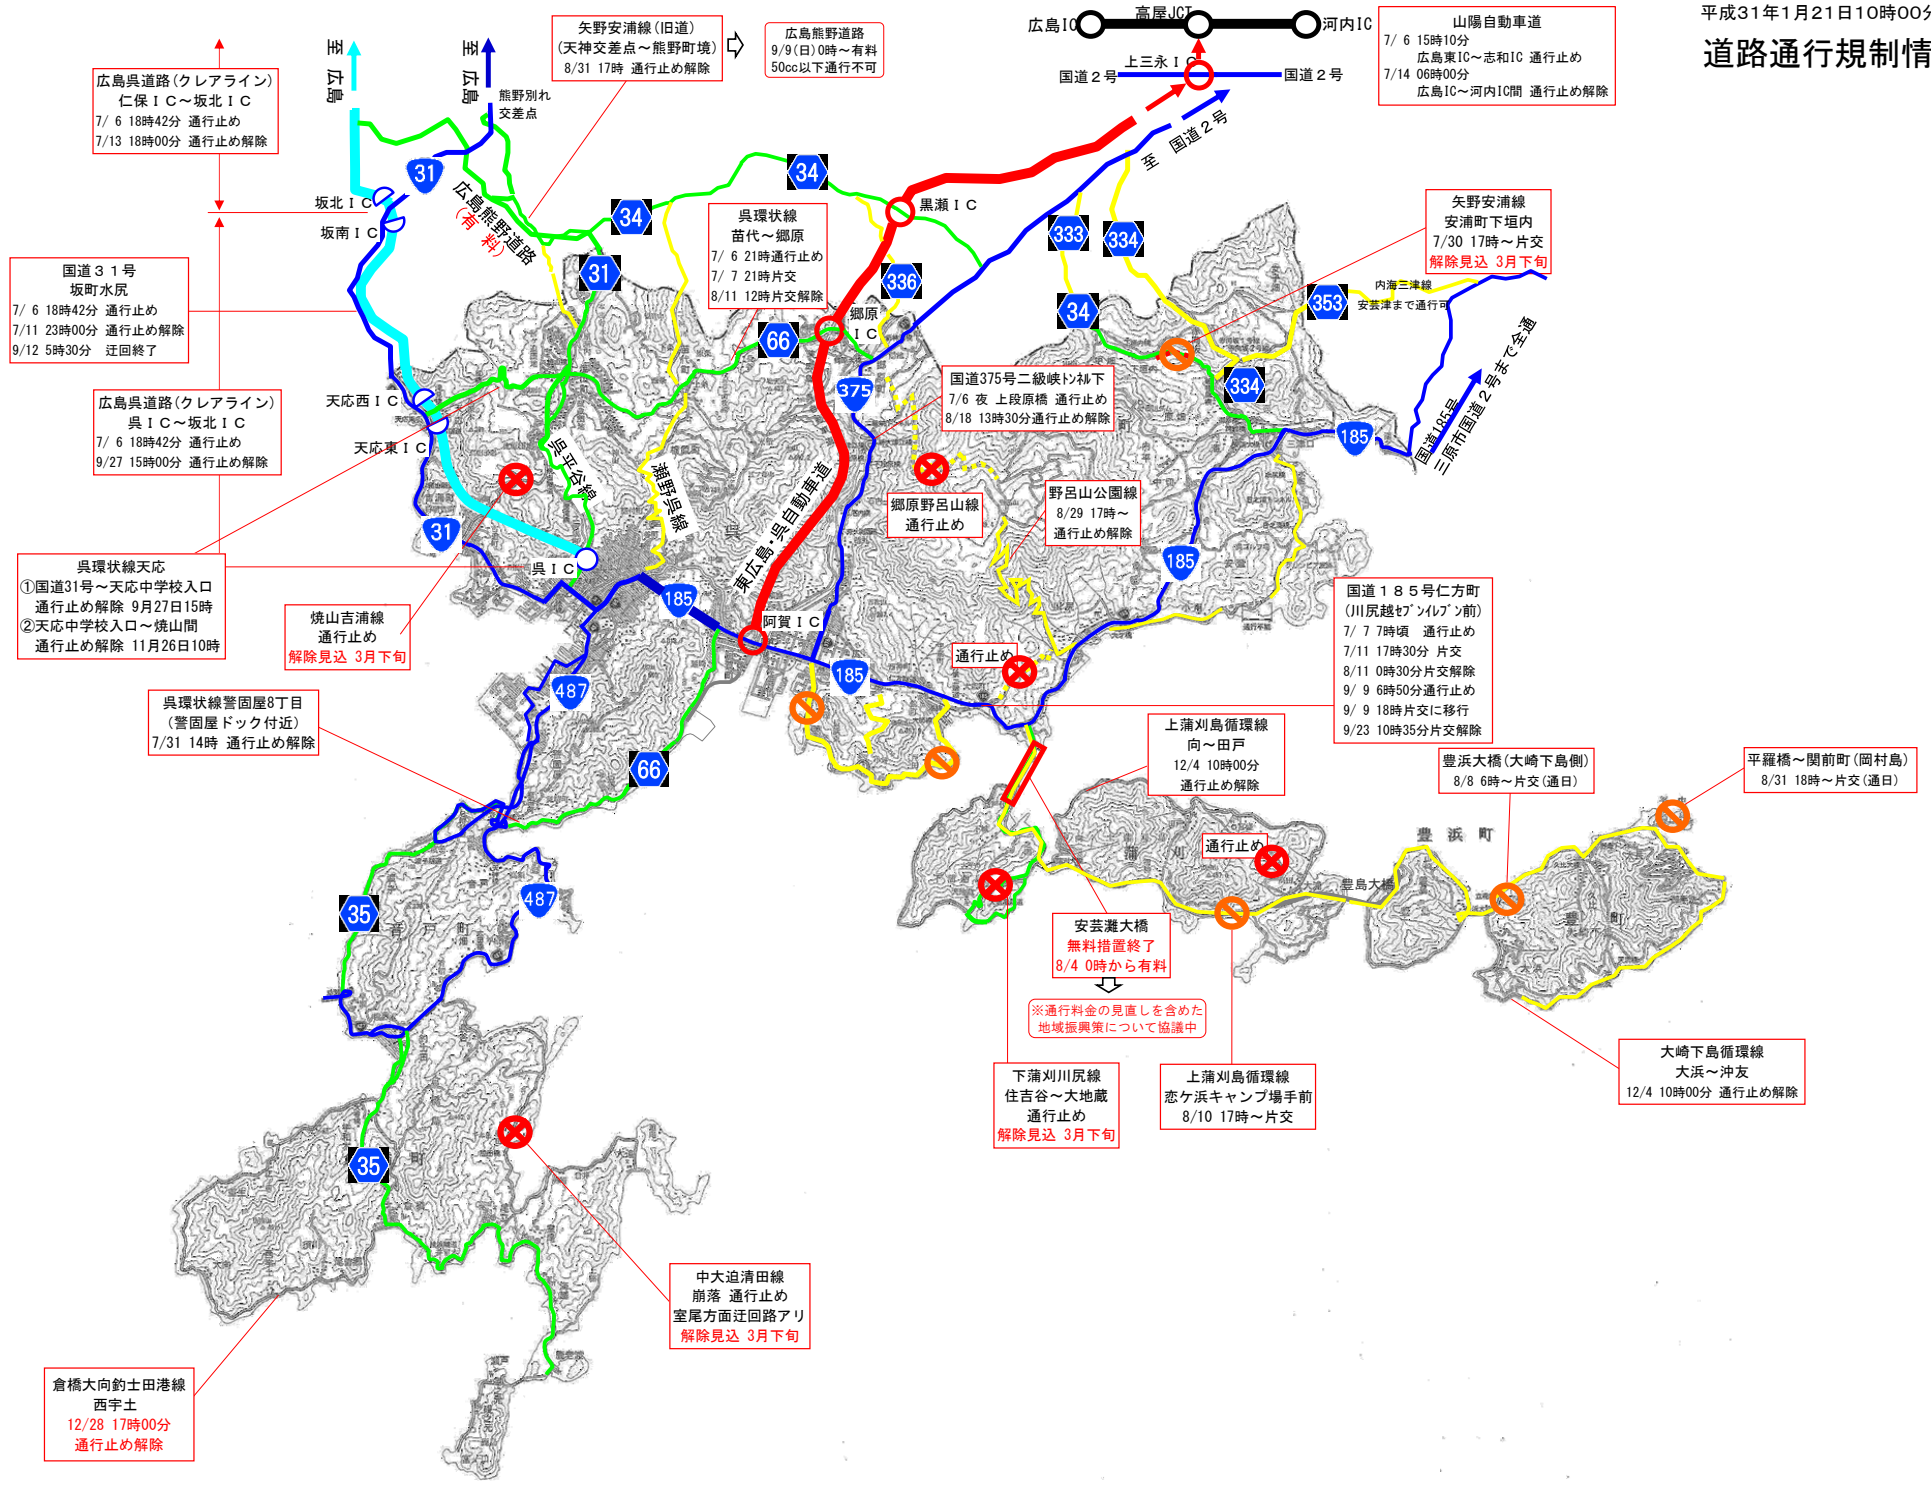 平成31年1月21日10時00分
道路通行規制情
広島IC
高屋JCT
河内IC
上三永ＩＣ
国道２号
国道２号
至 国道２号
山陽自動車道
7/ 6 15時10分
広島東IC～志和IC 通行止め
7/14 06時00分
広島IC～河内IC間 通行止め解除
矢野安浦線(旧道)
(天神交差点～熊野町境)
8/31 17時 通行止め解除
広島熊野道路
9/9(日)0時～有料
50cc以下通行不可
至 広島
至 広島
熊野別れ
交差点
広島呉道路(クレアライン)
仁保ＩＣ～坂北ＩＣ
7/ 6 18時42分 通行止め
7/13 18時00分 通行止め解除
31
坂北ＩＣ
坂南ＩＣ
広島熊野道路
(有 料)
34
34
31
黒瀬ＩＣ
336
333
334
34
呉環状線
苗代～郷原
7/ 6 21時通行止め
7/ 7 21時片交
8/11 12時片交解除
矢野安浦線
安浦町下垣内
7/30 17時～片交
解除見込 3月下旬
国道３１号
坂町水尻
7/ 6 18時42分 通行止め
7/11 23時00分 通行止め解除
9/12 5時30分 迂回終了
内海三津線
安芸津まで通行可
353
郷原
ＩＣ
66
375
334
国道375号二級峡ﾄﾝﾈﾙ下
7/6 夜 上段原橋 通行止め
8/18 13時30分通行止め解除
国道185号
三原市国道２号まで全通
185
広島呉道路(クレアライン)
呉ＩＣ～坂北ＩＣ
7/ 6 18時42分 通行止め
9/27 15時00分 通行止め解除
天応西ＩＣ
天応東ＩＣ
呉平谷線
瀬野呉線
東広島・呉自動車道
呉
郷原野呂山線
通行止め
野呂山公園線
8/29 17時～
通行止め解除
31
呉ＩＣ
185
185
呉環状線天応
①国道31号～天応中学校入口
通行止め解除 9月27日15時
②天応中学校入口～焼山間
通行止め解除 11月26日10時
焼山吉浦線
通行止め
解除見込 3月下旬
阿賀ＩＣ
185
通行止め
国道１８５号仁方町
(川尻越ｾﾌﾞﾝｲﾚﾌﾞﾝ前)
7/ 7 7時頃 通行止め
7/11 17時30分 片交
8/11 0時30分片交解除
9/ 9 6時50分通行止め
9/ 9 18時片交に移行
9/23 10時35分片交解除
487
呉環状線警固屋8丁目
(警固屋ドック付近)
7/31 14時 通行止め解除
66
上蒲刈島循環線
向～田戸
12/4 10時00分
通行止め解除
豊浜大橋(大崎下島側)
8/8 6時～片交(通日)
平羅橋～関前町(岡村島)
8/31 18時～片交(通日)
通行止め
蒲 刈
豊 浜 町
豊島大橋
豊 町
大浜
35
487
音 戸 町
安芸灘大橋
無料措置終了
8/4 0時から有料
※通行料金の見直しを含めた
地域振興策について協議中
下蒲刈川尻線
住吉谷～大地蔵
通行止め
解除見込 3月下旬
上蒲刈島循環線
恋ケ浜キャンプ場手前
8/10 17時～片交
大崎下島循環線
大浜～沖友
12/4 10時00分 通行止め解除
35
町
中大迫清田線
崩落 通行止め
室尾方面迂回路アリ
解除見込 3月下旬
倉橋大向釣士田港線
西宇土
12/28 17時00分
通行止め解除